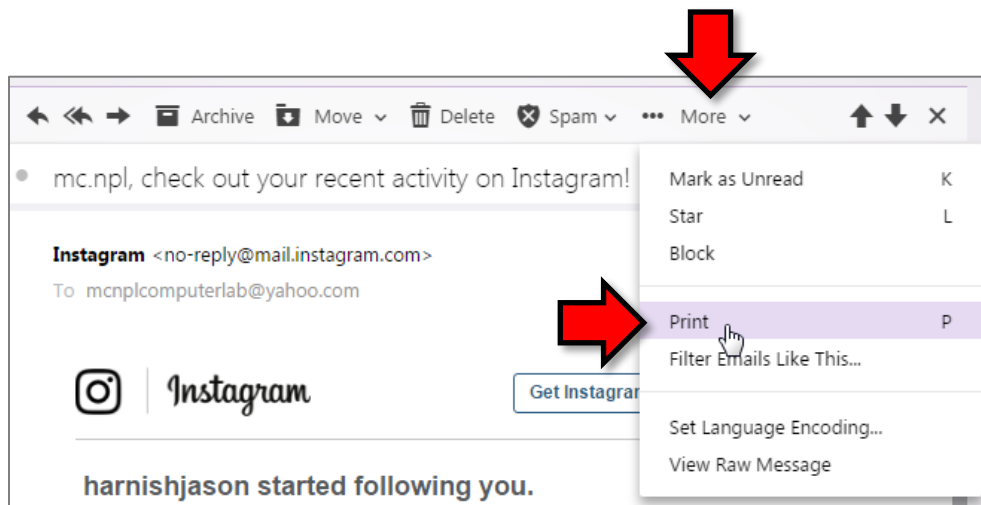 Archive Move Delete Spam ••• More
mc.npl, check out your recent activity on Instagram!
Instagram <no-reply@mail.instagram.com>
To mcnplcomputerlab@yahoo.com
Instagram
Get Instagram
harnishjason started following you.
Mark as Unread K
Star L
Block
Print P
Filter Emails Like This...
Set Language Encoding...
View Raw Message